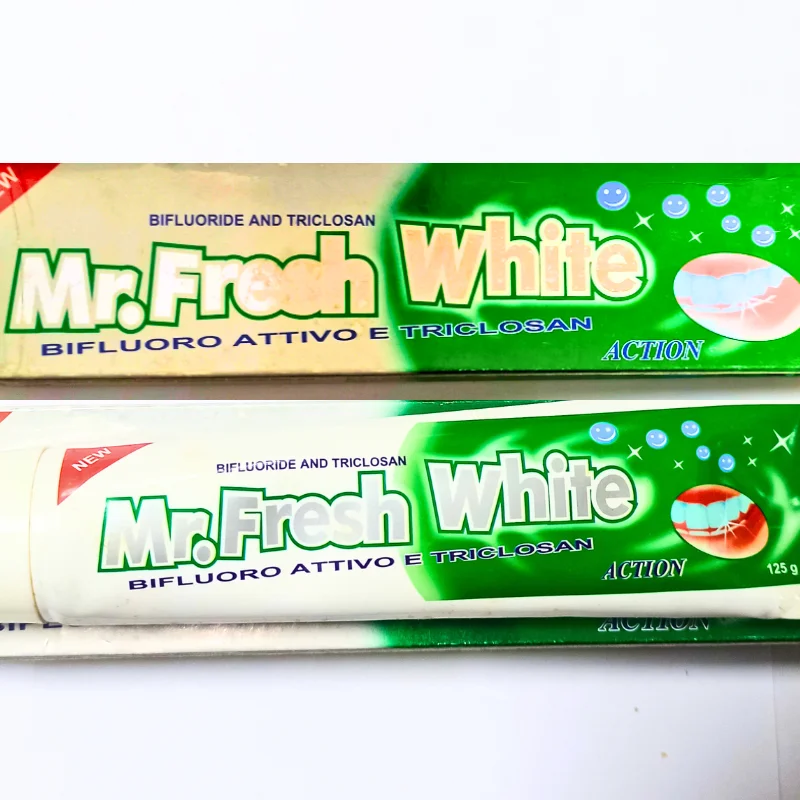 BIFLUORIDE AND TRICLOSAN
Mr. Fresh White
BIFLUORO ATTIVO E TRICLOSAN
ACTION
NEW
BIFLUORIDE AND TRICLOSAN
Mr. Fresh White
BIFLUORO ATTIVO E TRICLOSAN
ACTION
125 g
ACTION